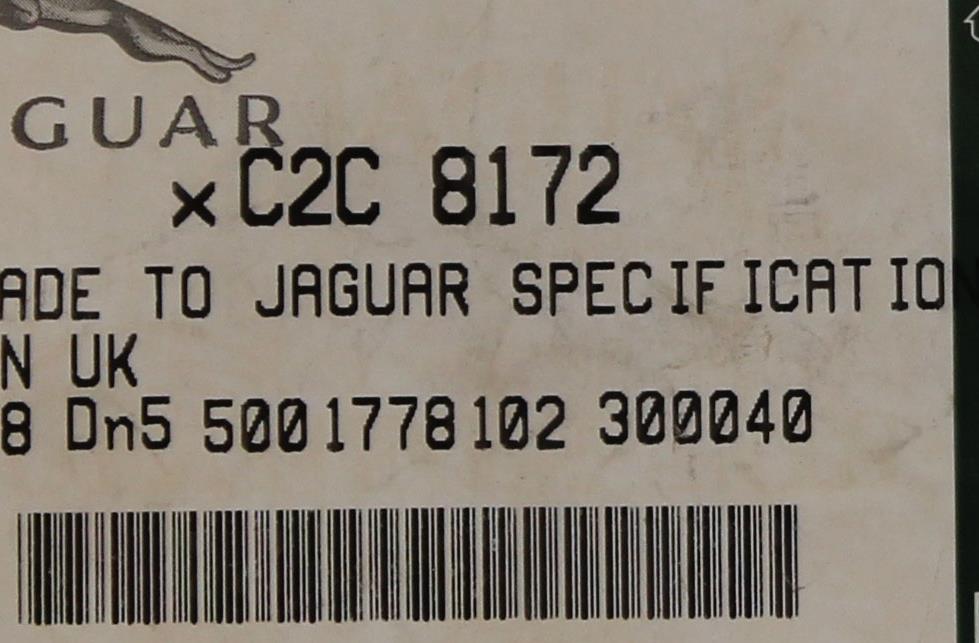 GUAR
x C2C 8172
ADE TO JAGUAR SPECIFICATIO
N UK
8 Dn5 5001778102 300040